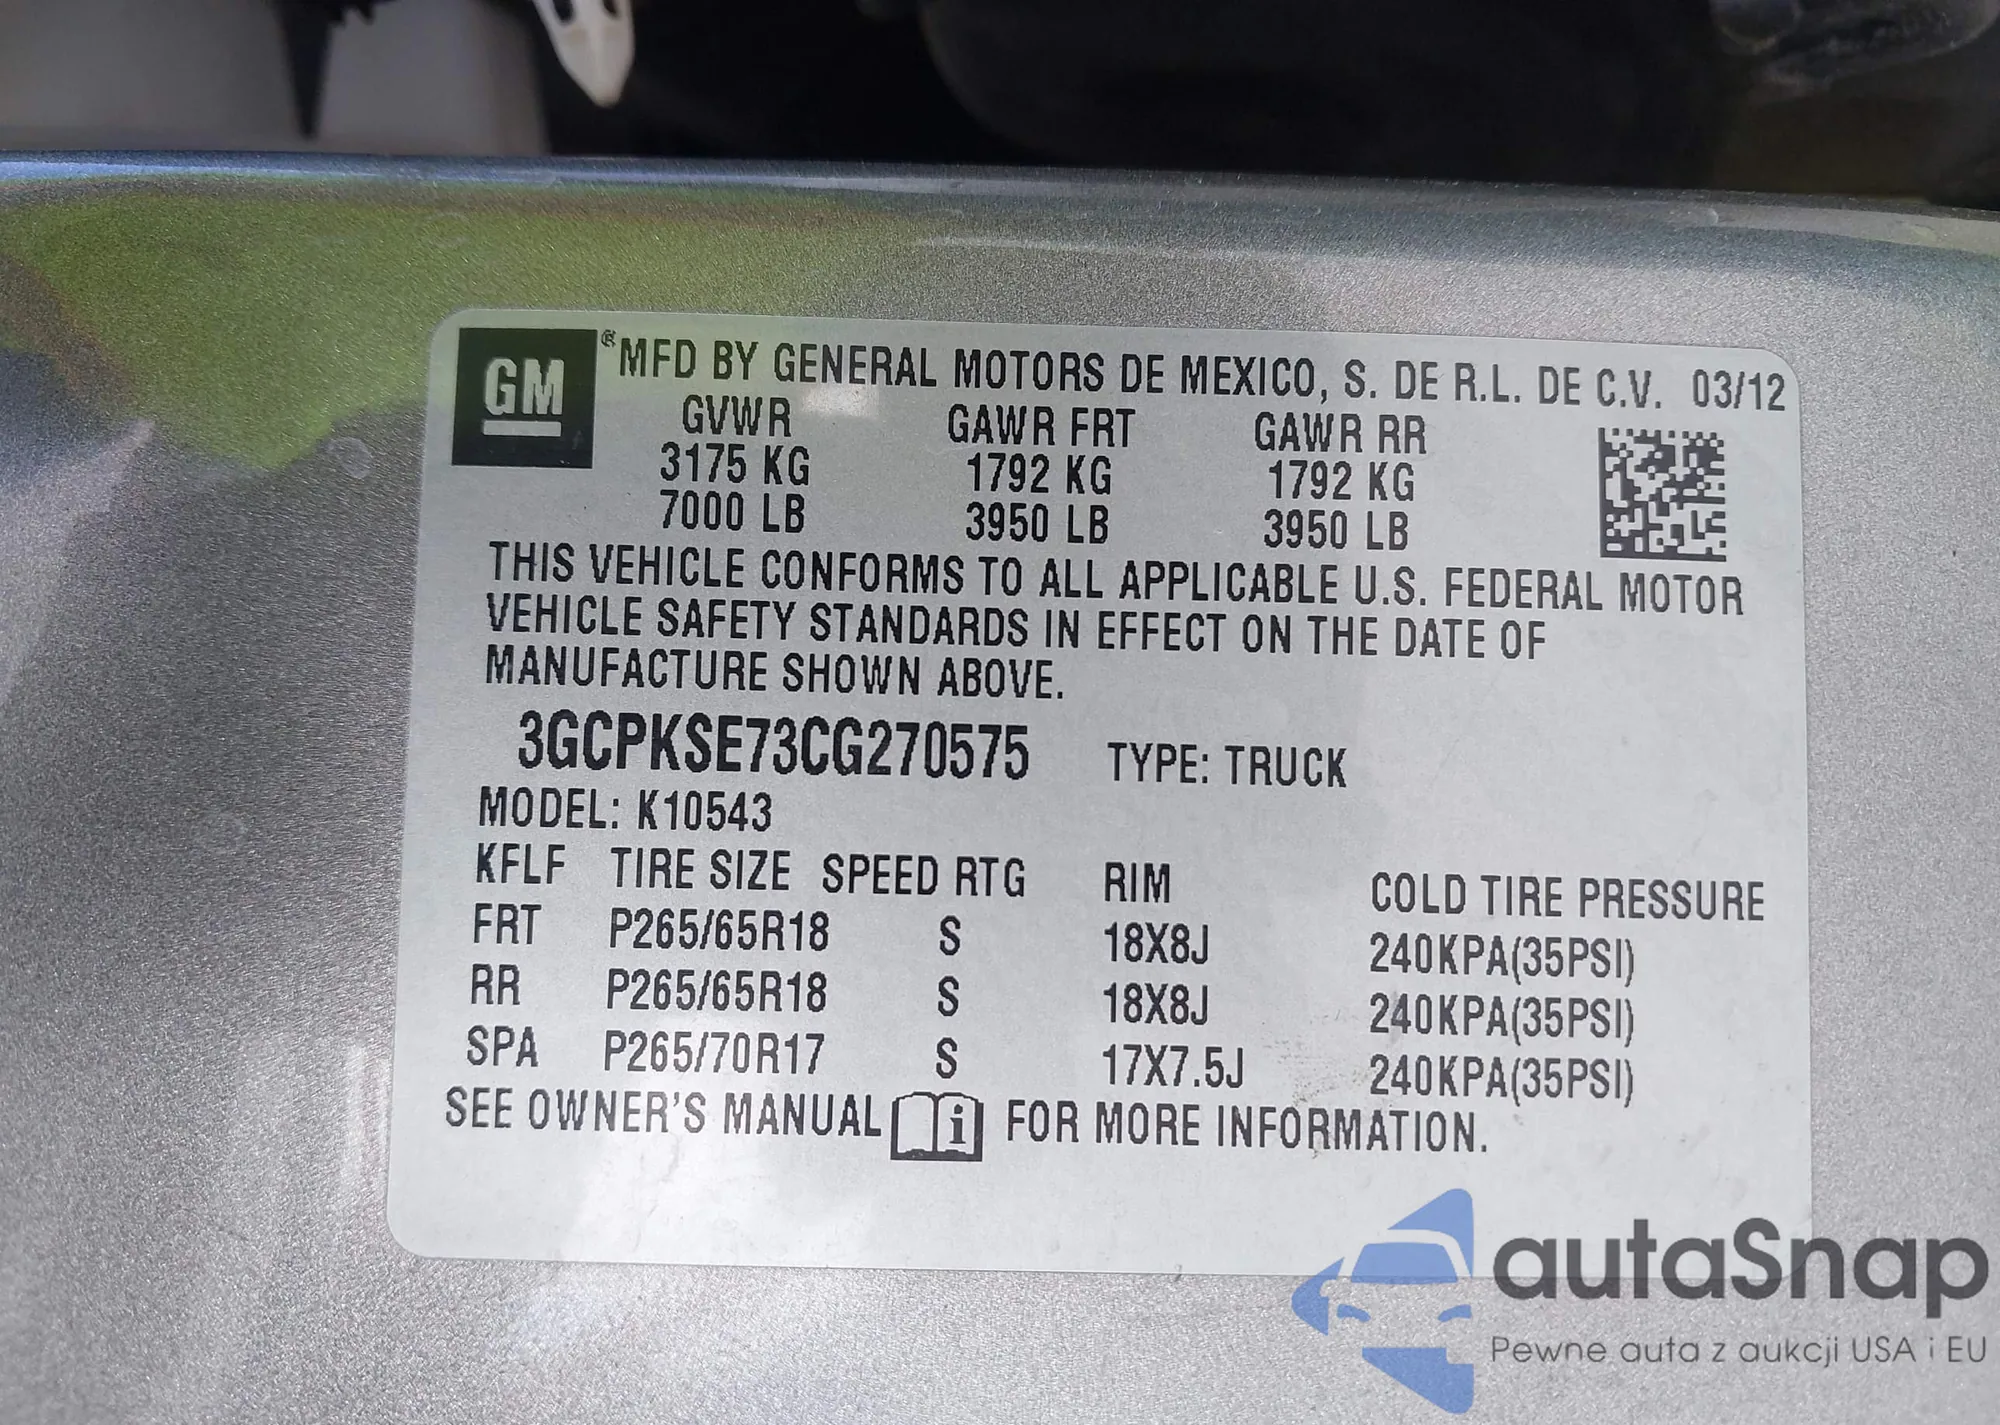 GM ® MFD BY GENERAL MOTORS DE MEXICO, S. DE R.L. DE C.V. 03/12
GVWR GAWR FRT GAWR RR
3175 KG 1792 KG 1792 KG
7000 LB 3950 LB 3950 LB
THIS VEHICLE CONFORMS TO ALL APPLICABLE U.S. FEDERAL MOTOR
VEHICLE SAFETY STANDARDS IN EFFECT ON THE DATE OF
MANUFACTURE SHOWN ABOVE.
3GCPKSE73CG270575 TYPE: TRUCK
MODEL: K10543
KFLF TIRE SIZE SPEED RTG RIM COLD TIRE PRESSURE
FRT P265/65R18 S 18X8J 240KPA(35PSI)
RR P265/65R18 S 18X8J 240KPA(35PSI)
SPA P265/70R17 S 17X7.5J 240KPA(35PSI)
SEE OWNER'S MANUAL i FOR MORE INFORMATION.
autaSnap
Pewne auta z aukcji USA i EU